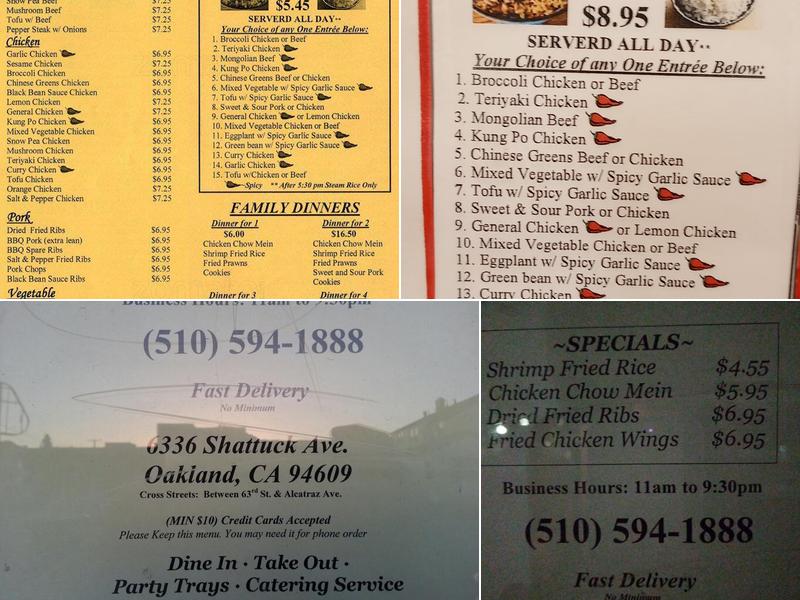 Snow Pea Beef $7.25
Mushroom Beef $7.25
Tofu w/ Beef $7.25
Pepper Steak w/ Onions $7.25
Chicken
Garlic Chicken $6.95
Sesame Chicken $7.25
Broccoli Chicken $6.95
Chinese Greens Chicken $6.95
Black Bean Sauce Chicken $6.95
Lemon Chicken $7.25
General Chicken $7.25
Kung Po Chicken $6.95
Mixed Vegetable Chicken $6.95
Snow Pea Chicken $6.95
Mushroom Chicken $6.95
Teriyaki Chicken $6.95
Curry Chicken $6.95
Tofu Chicken $6.95
Orange Chicken $7.25
Salt & Pepper Chicken $7.25
Pork
Dried Fried Ribs $6.95
BBQ Pork (extra lean) $6.95
BBQ Spare Ribs $6.95
Salt & Pepper Fried Ribs $6.95
Pork Chops $6.95
Black Bean Sauce Ribs $6.95
Vegetable
$5.45
SERVERD ALL DAY**
Your Choice of any One Entrée Below:
1. Broccoli Chicken or Beef
2. Teriyaki Chicken
3. Mongolian Beef
4. Kung Po Chicken
5. Chinese Greens Beef or Chicken
6. Mixed Vegetable w/ Spicy Garlic Sauce
7. Tofu w/ Spicy Garlic Sauce
8. Sweet & Sour Pork or Chicken
9. General Chicken or Lemon Chicken
10. Mixed Vegetable Chicken or Beef
11. Eggplant w/ Spicy Garlic Sauce
12. Green bean w/ Spicy Garlic Sauce
13. Curry Chicken
14. Garlic Chicken
15. Tofu w/Chicken or Beef
~Spicy ** After 5:30 pm Steam Rice Only
FAMILY DINNERS
Dinner for 1 Dinner for 2
$6.00 $16.50
Chicken Chow Mein Chicken Chow Mein
Shrimp Fried Rice Shrimp Fried Rice
Fried Prawns Fried Prawns
Cookies Sweet and Sour Pork
Cookies
Dinner for 3 Dinner for 4
$8.95
SERVERD ALL DAY**
Your Choice of any One Entrée Below:
1. Broccoli Chicken or Beef
2. Teriyaki Chicken
3. Mongolian Beef
4. Kung Po Chicken
5. Chinese Greens Beef or Chicken
6. Mixed Vegetable w/ Spicy Garlic Sauce
7. Tofu w/ Spicy Garlic Sauce
8. Sweet & Sour Pork or Chicken
9. General Chicken or Lemon Chicken
10. Mixed Vegetable Chicken or Beef
11. Eggplant w/ Spicy Garlic Sauce
12. Green bean w/ Spicy Garlic Sauce
13. Curry Chicken
Business Hours: 11am to 9:30pm
(510) 594-1888
Fast Delivery
No Minimum
6336 Shattuck Ave.
Oakland, CA 94609
Cross Streets: Between 63rd St. & Alcatraz Ave.
(MIN $10) Credit Cards Accepted
Please Keep this menu. You may need it for phone order
Dine In · Take Out ·
Party Trays · Catering Service
~SPECIALS~
Shrimp Fried Rice $4.55
Chicken Chow Mein $5.95
Dried Fried Ribs $6.95
Fried Chicken Wings $6.95
Business Hours: 11am to 9:30pm
(510) 594-1888
Fast Delivery
No Minimum